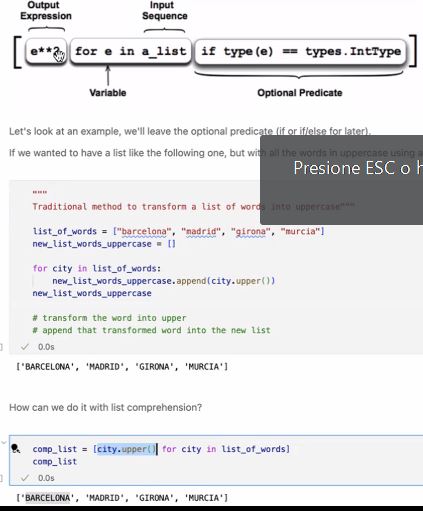 Output
Expression
Input
Sequence
[ e**2 for e in a_list if type(e) == types.IntType ]
Variable
Optional Predicate
Let's look at an example, we'll leave the optional predicate (if or if/else for later).
If we wanted to have a list like the following one, but with all the words in uppercase using a
Presione ESC o
"""
Traditional method to transform a list of words into uppercase"""
list_of_words = ["barcelona", "madrid", "girona", "murcia"]
new_list_words_uppercase = []
for city in list_of_words:
    new_list_words_uppercase.append(city.upper())
new_list_words_uppercase
# transform the word into upper
# append that transformed word into the new list
0.0s
['BARCELONA', 'MADRID', 'GIRONA', 'MURCIA']
How can we do it with list comprehension?
comp_list = [city.upper() for city in list_of_words]
comp_list
0.0s
['BARCELONA', 'MADRID', 'GIRONA', 'MURCIA']